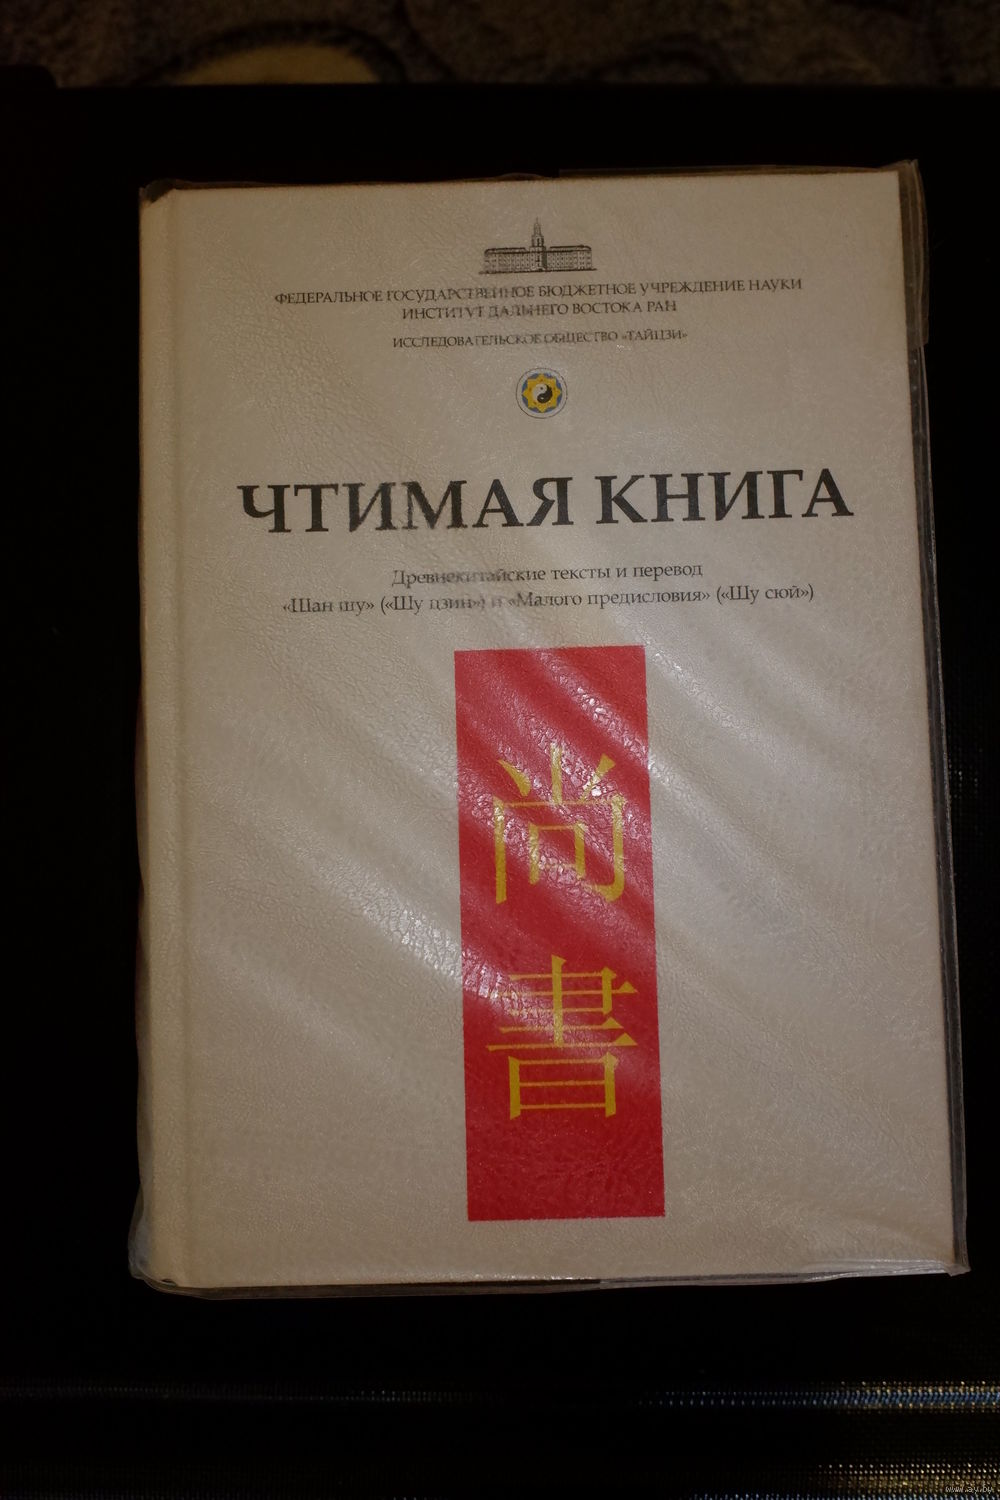 ФЕДЕРАЛЬНОЕ ГОСУДАРСТВЕННОЕ БЮДЖЕТНОЕ УЧРЕЖДЕНИЕ НАУКИ
ИНСТИТУТ ДАЛЬНЕГО ВОСТОКА РАН
ИССЛЕДОВАТЕЛЬСКОЕ ОБЩЕСТВО «ТАЙЦЗИ»
ЧТИМАЯ КНИГА
Древнекитайские тексты и перевод
«Шан шу» («Шу цзин») и «Малого предисловия» («Шу сюй»)
尚
書